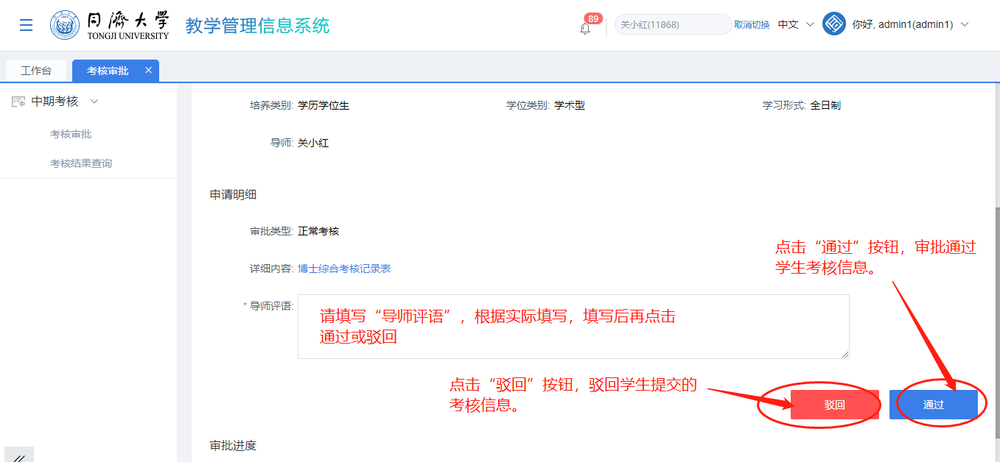 同濟大學
TONGJI UNIVERSITY
教学管理信息系统
89
关小红(11868)
取消切换
中文
你好, admin1(admin1)
工作台
考核审批
中期考核
考核审批
考核结果查询
培养类别: 学历学位生
学位类别: 学术型
学习形式: 全日制
导师: 关小红
申请明细
审批类型: 正常考核
详细内容: 博士综合考核记录表
* 导师评语:
请填写“导师评语”，根据实际填写，填写后再点击
通过或驳回
点击“通过”按钮，审批通过
学生考核信息。
点击“驳回”按钮，驳回学生提交的
考核信息。
驳回
通过
审批进度